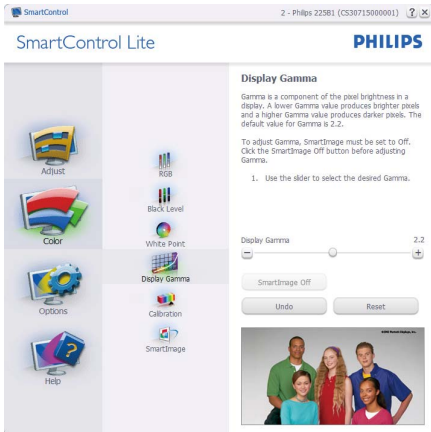 SmartControl
2 - Philips 225B1 (CS30715000001)
? ×
SmartControl Lite
PHILIPS
Adjust
Color
Options
Help
RGB
Black Level
White Point
Display Gamma
Calibration
SmartImage
Display Gamma
Gamma is a component of the pixel brightness in a
display. A lower Gamma value produces brighter pixels
and a higher Gamma value produces darker pixels. The
default value for Gamma is 2.2.
To adjust Gamma, SmartImage must be set to Off.
Click the SmartImage Off button before adjusting
Gamma.
1. Use the slider to select the desired Gamma.
Display Gamma 2.2
SmartImage Off
Undo Reset